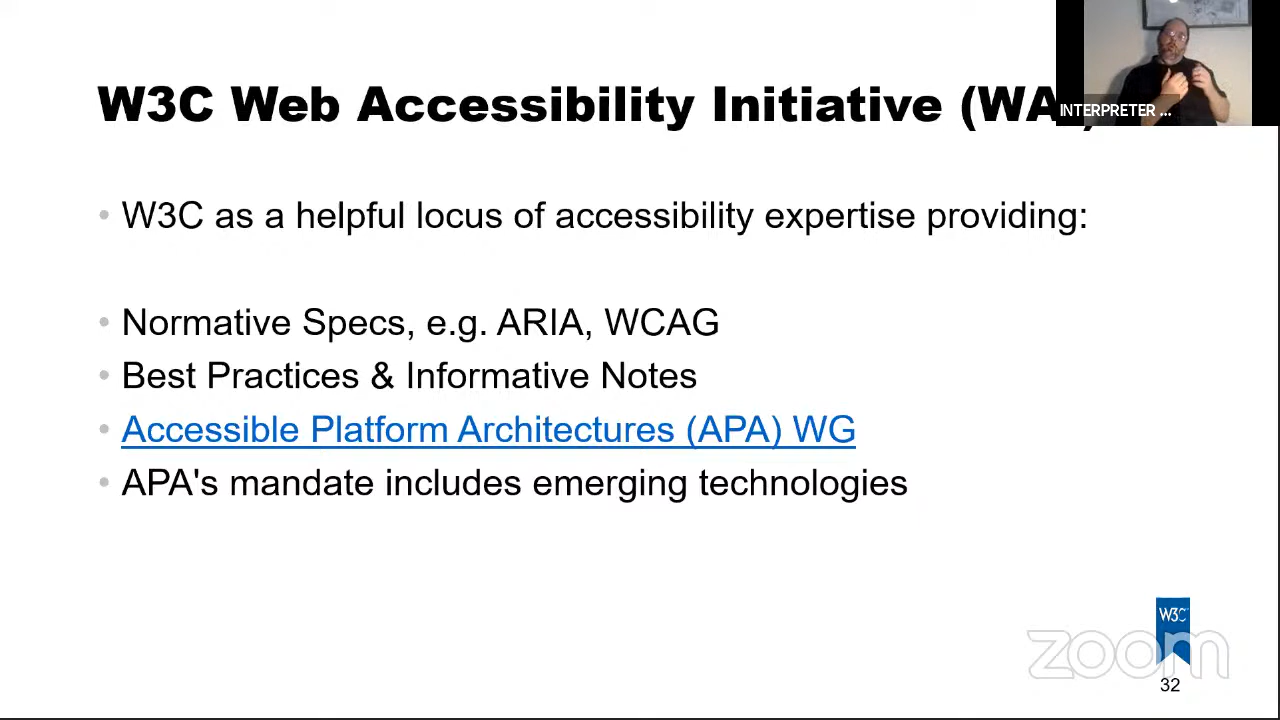 W3C Web Accessibility Initiative (WA
INTERPRETER ...
• W3C as a helpful locus of accessibility expertise providing:
• Normative Specs, e.g. ARIA, WCAG
• Best Practices & Informative Notes
• Accessible Platform Architectures (APA) WG
• APA's mandate includes emerging technologies
W3C
zoom
32